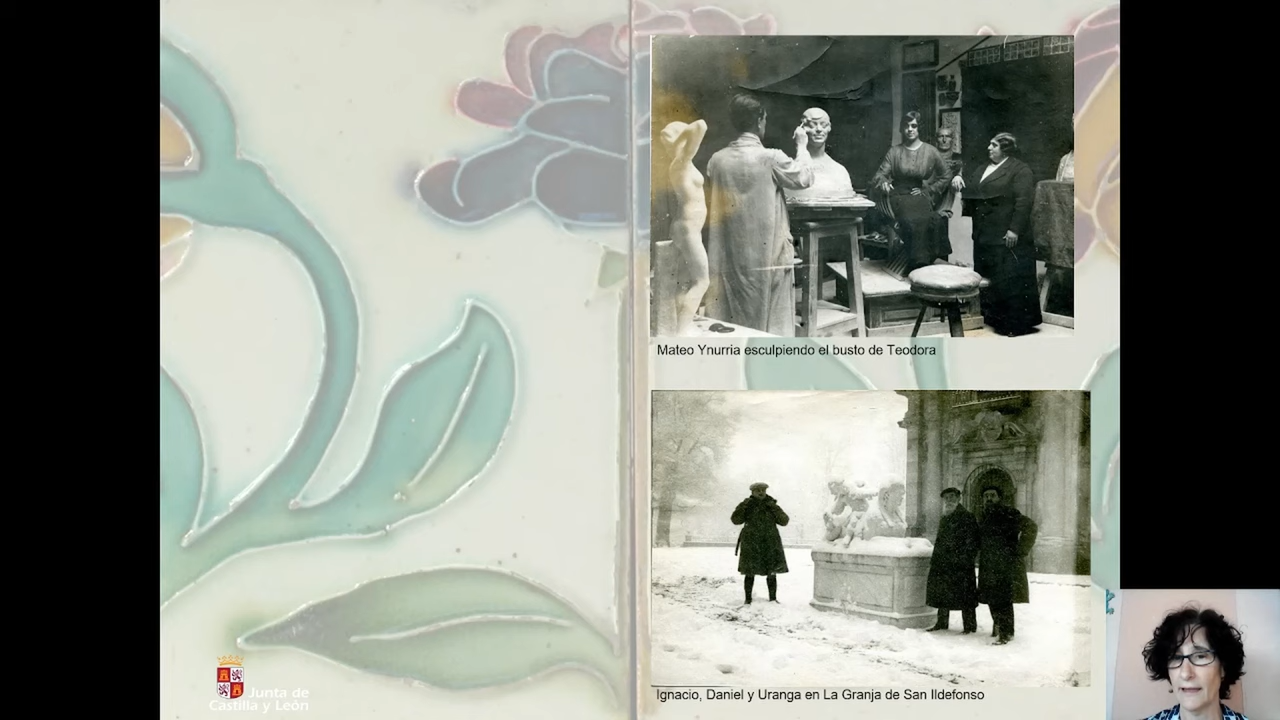 Mateo Ynurria esculpiendo el busto de Teodora
Ignacio, Daniel y Uranga en La Granja de San Ildefonso
Junta de
Castilla y León